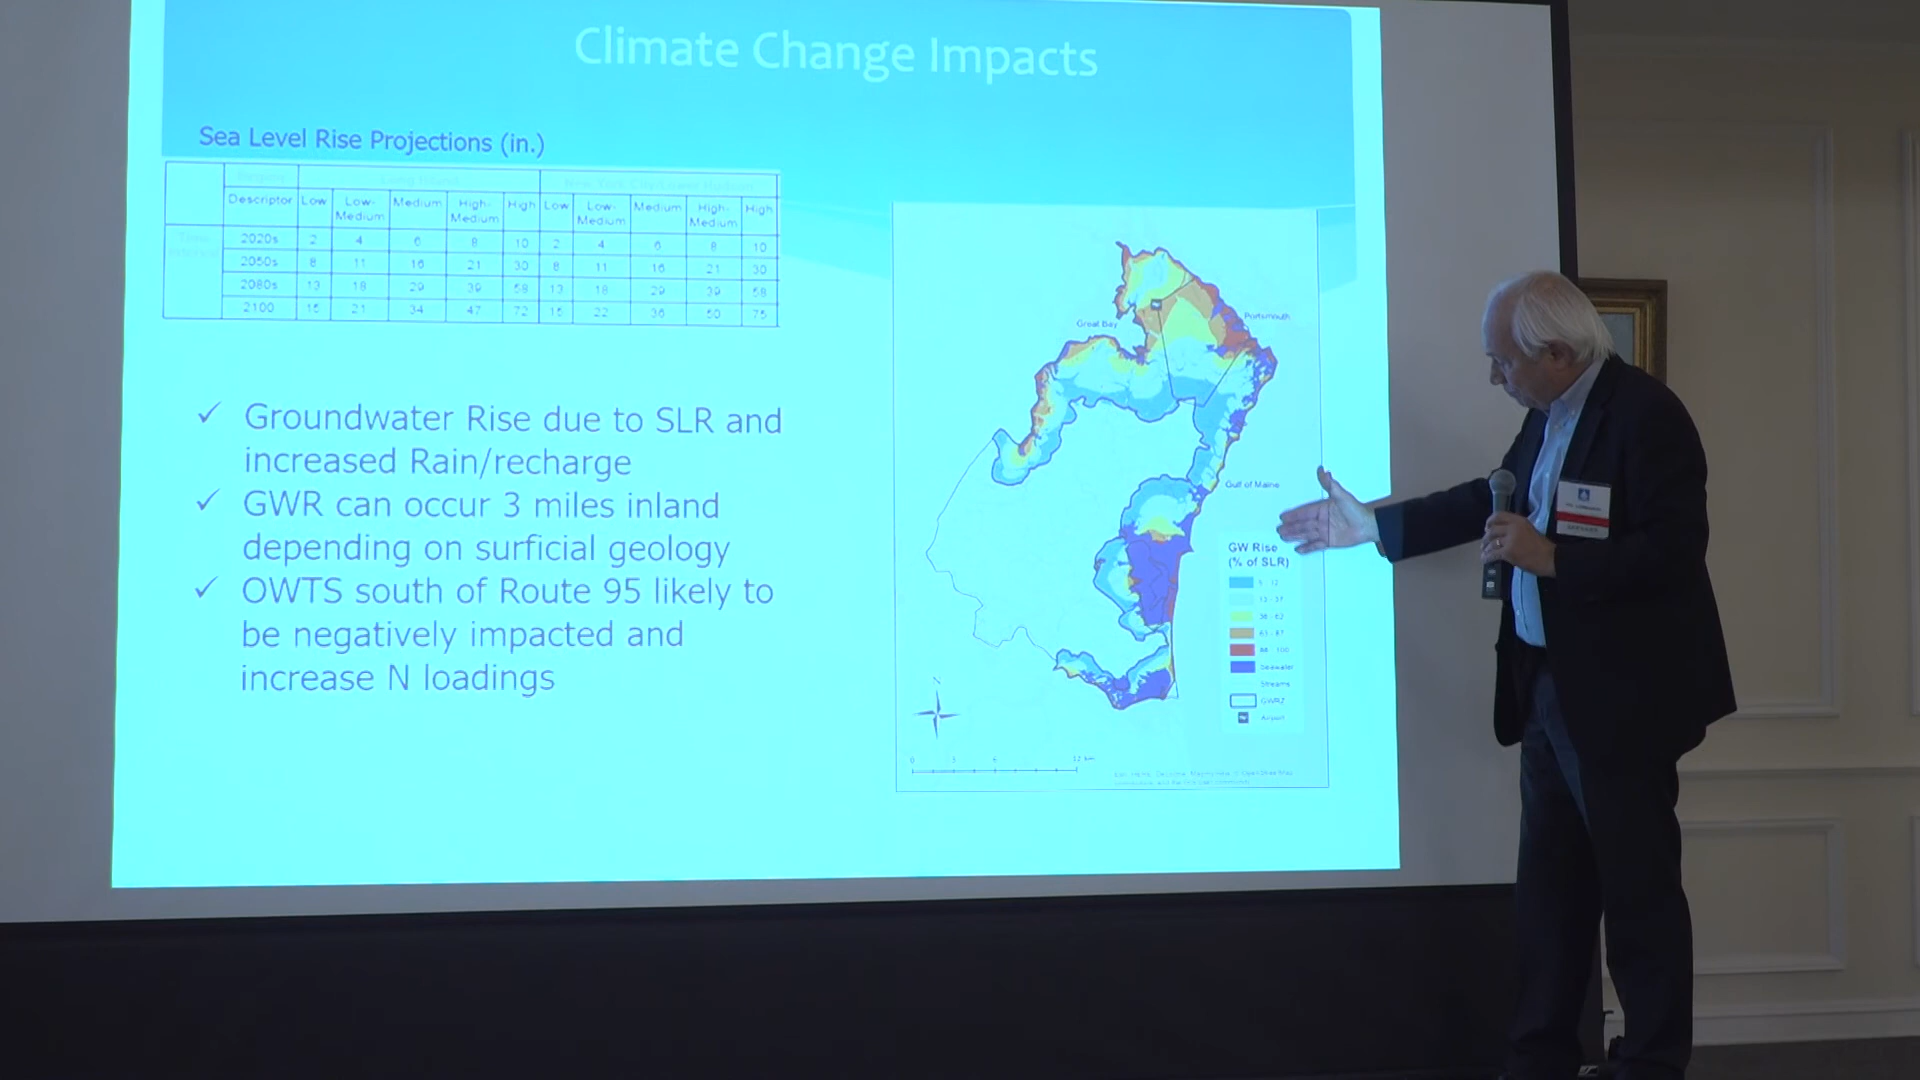 Climate Change Impacts
Sea Level Rise Projections (in.)
Descriptor Low Low-Medium Medium High-Medium High Low Low-Medium Medium High-Medium High
2020s 2 4 6 8 10 2 4 6 8 10
2050s 8 11 16 21 30 8 11 16 21 30
2080s 13 18 29 39 58 13 18 29 39 58
2100 15 21 34 47 72 15 22 36 50 75
✓ Groundwater Rise due to SLR and
increased Rain/recharge
✓ GWR can occur 3 miles inland
depending on surficial geology
✓ OWTS south of Route 95 likely to
be negatively impacted and
increase N loadings
Great Bay
Portsmouth
Gulf of Maine
GW Rise
(% of SLR)
Seawater
Streams
GWRZ
Airport
N